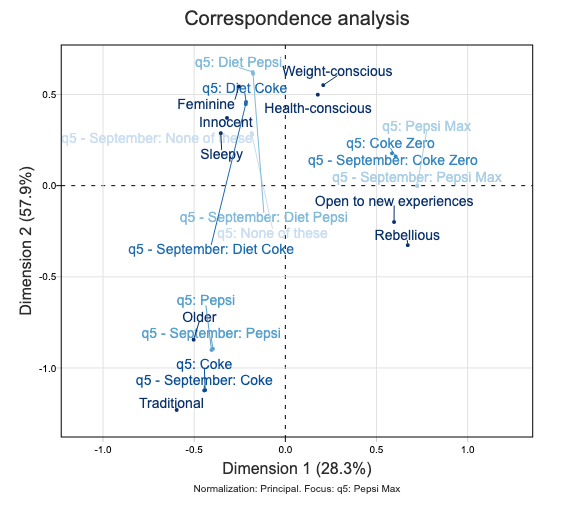 Correspondence analysis
q5: Diet Pepsi
Weight-conscious
q5: Diet Coke
0.5
Feminine
Health-conscious
Innocent
q5: Pepsi Max
q5 - September: None of these
q5: Coke Zero
Sleepy
q5 - September: Coke Zero
q5 - September: Pepsi Max
0.0
Open to new experiences
q5 - September: Diet Pepsi
q5: None of these
Rebellious
q5 - September: Diet Coke
-0.5
q5: Pepsi
Older
q5 - September: Pepsi
q5: Coke
-1.0
q5 - September: Coke
Traditional
Dimension 2 (57.9%)
-1.0 -0.5 0.0 0.5 1.0
Dimension 1 (28.3%)
Normalization: Principal. Focus: q5: Pepsi Max